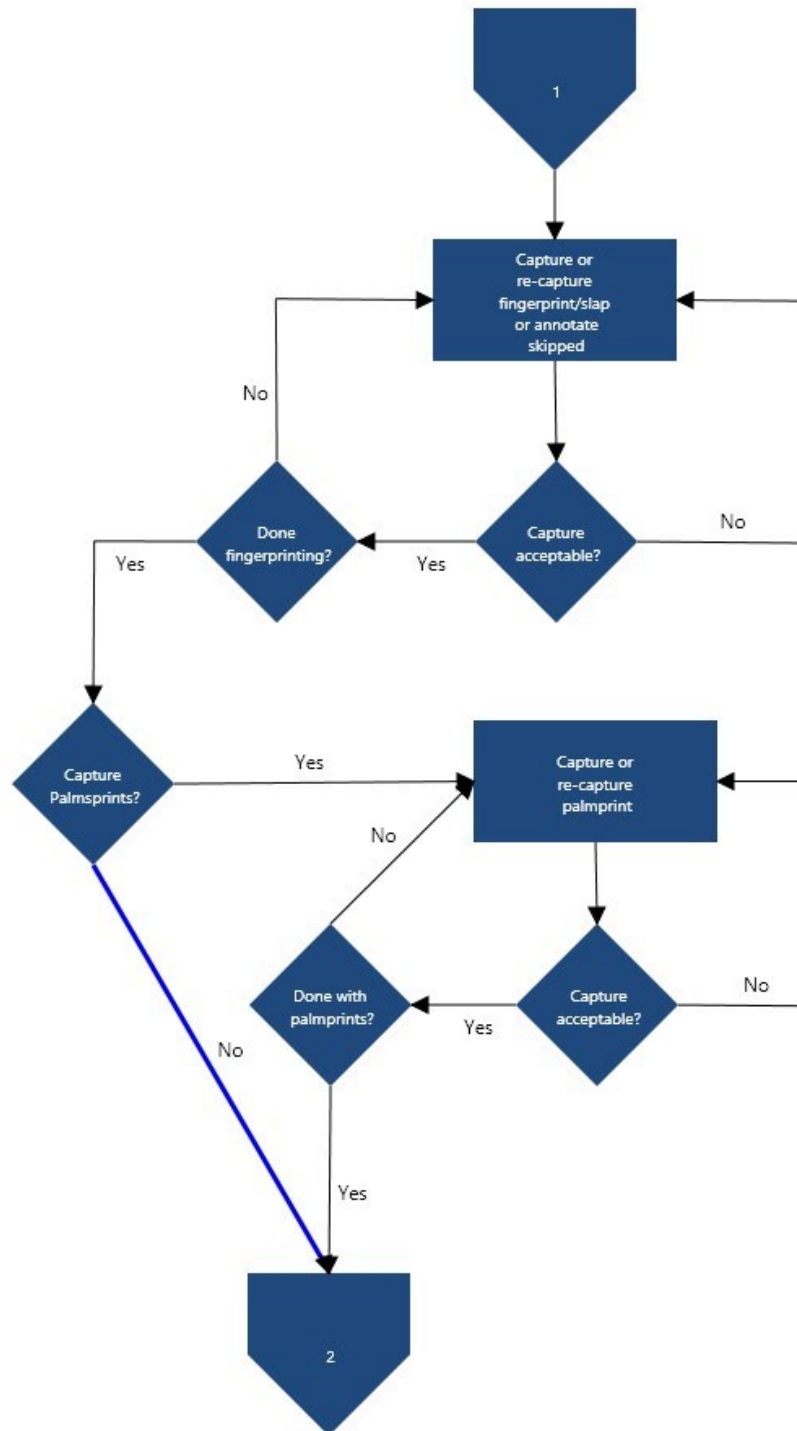 1
Capture or
re-capture
fingerprint/slap
or annotate
skipped
No
Done
fingerprinting?
Capture
acceptable?
No
Yes
Yes
Capture
Palmsprints?
Yes
Capture or
re-capture
palmprint
No
Done with
palmprints?
Capture
acceptable?
No
Yes
No
Yes
2